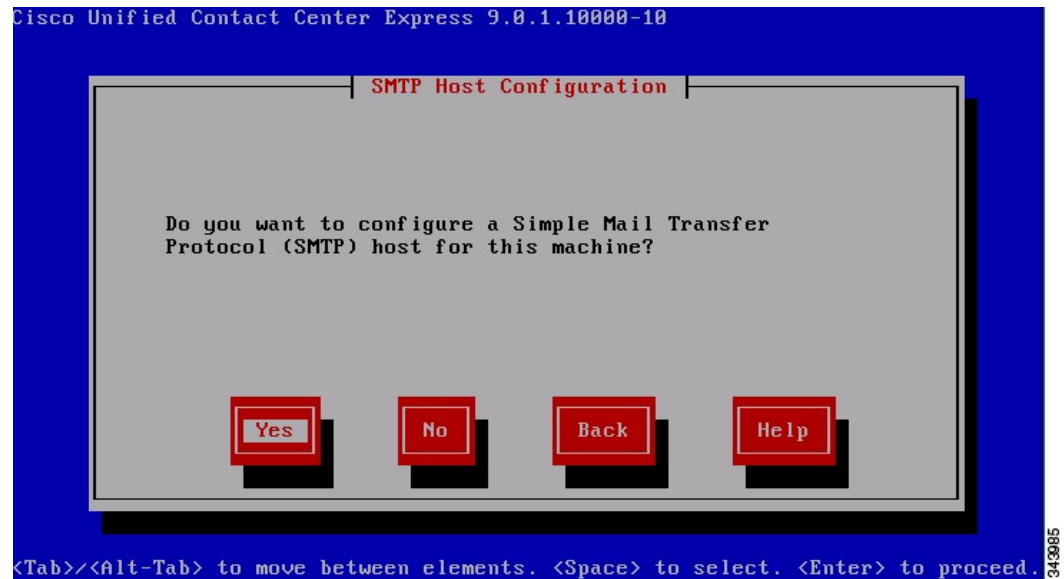 Cisco Unified Contact Center Express 9.0.1.10000-10
SMTP Host Configuration
Do you want to configure a Simple Mail Transfer
Protocol (SMTP) host for this machine?
Yes No Back Help
<Tab>/<Alt-Tab> to move between elements. <Space> to select. <Enter> to proceed.
343985